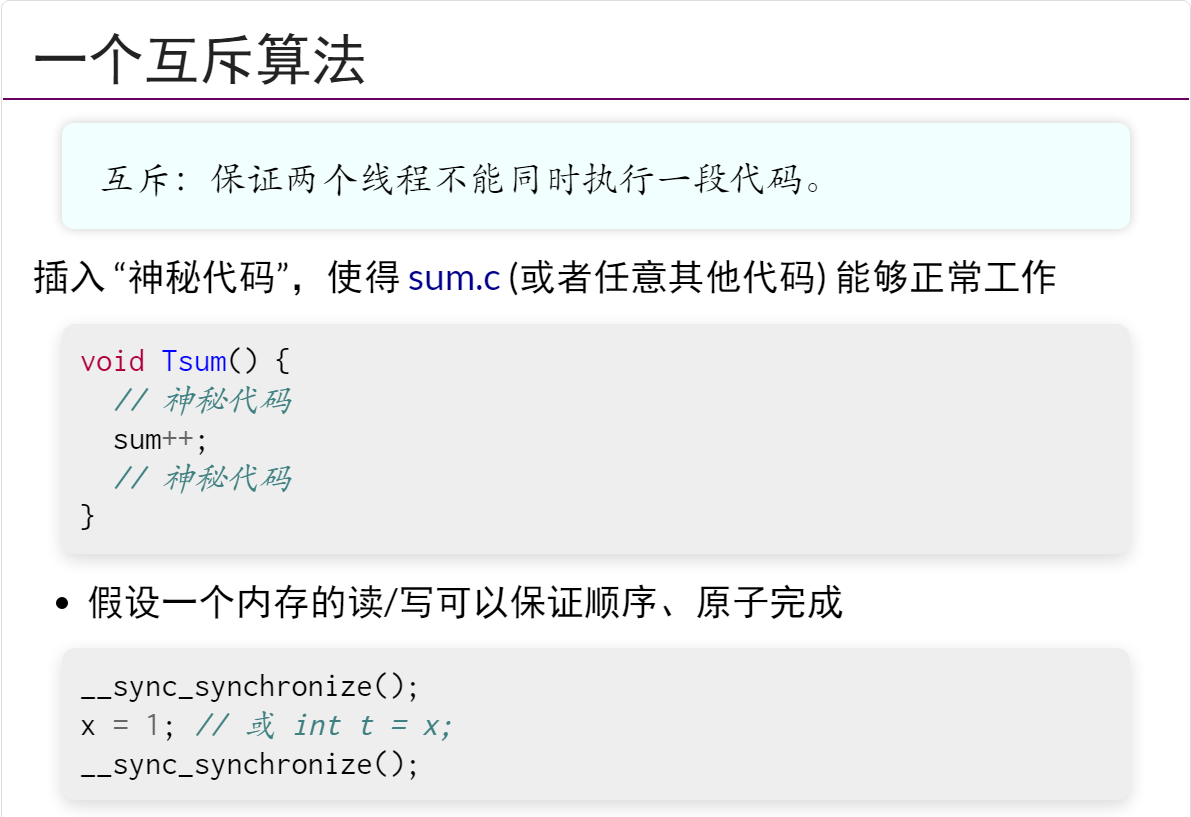 一个互斥算法
互斥：保证两个线程不能同时执行一段代码。
插入 “神秘代码”，使得 sum.c (或者任意其他代码) 能够正常工作
void Tsum() {
  // 神秘代码
  sum++;
  // 神秘代码
}
• 假设一个内存的读/写可以保证顺序、原子完成
__sync_synchronize();
x = 1; // 或 int t = x;
__sync_synchronize();